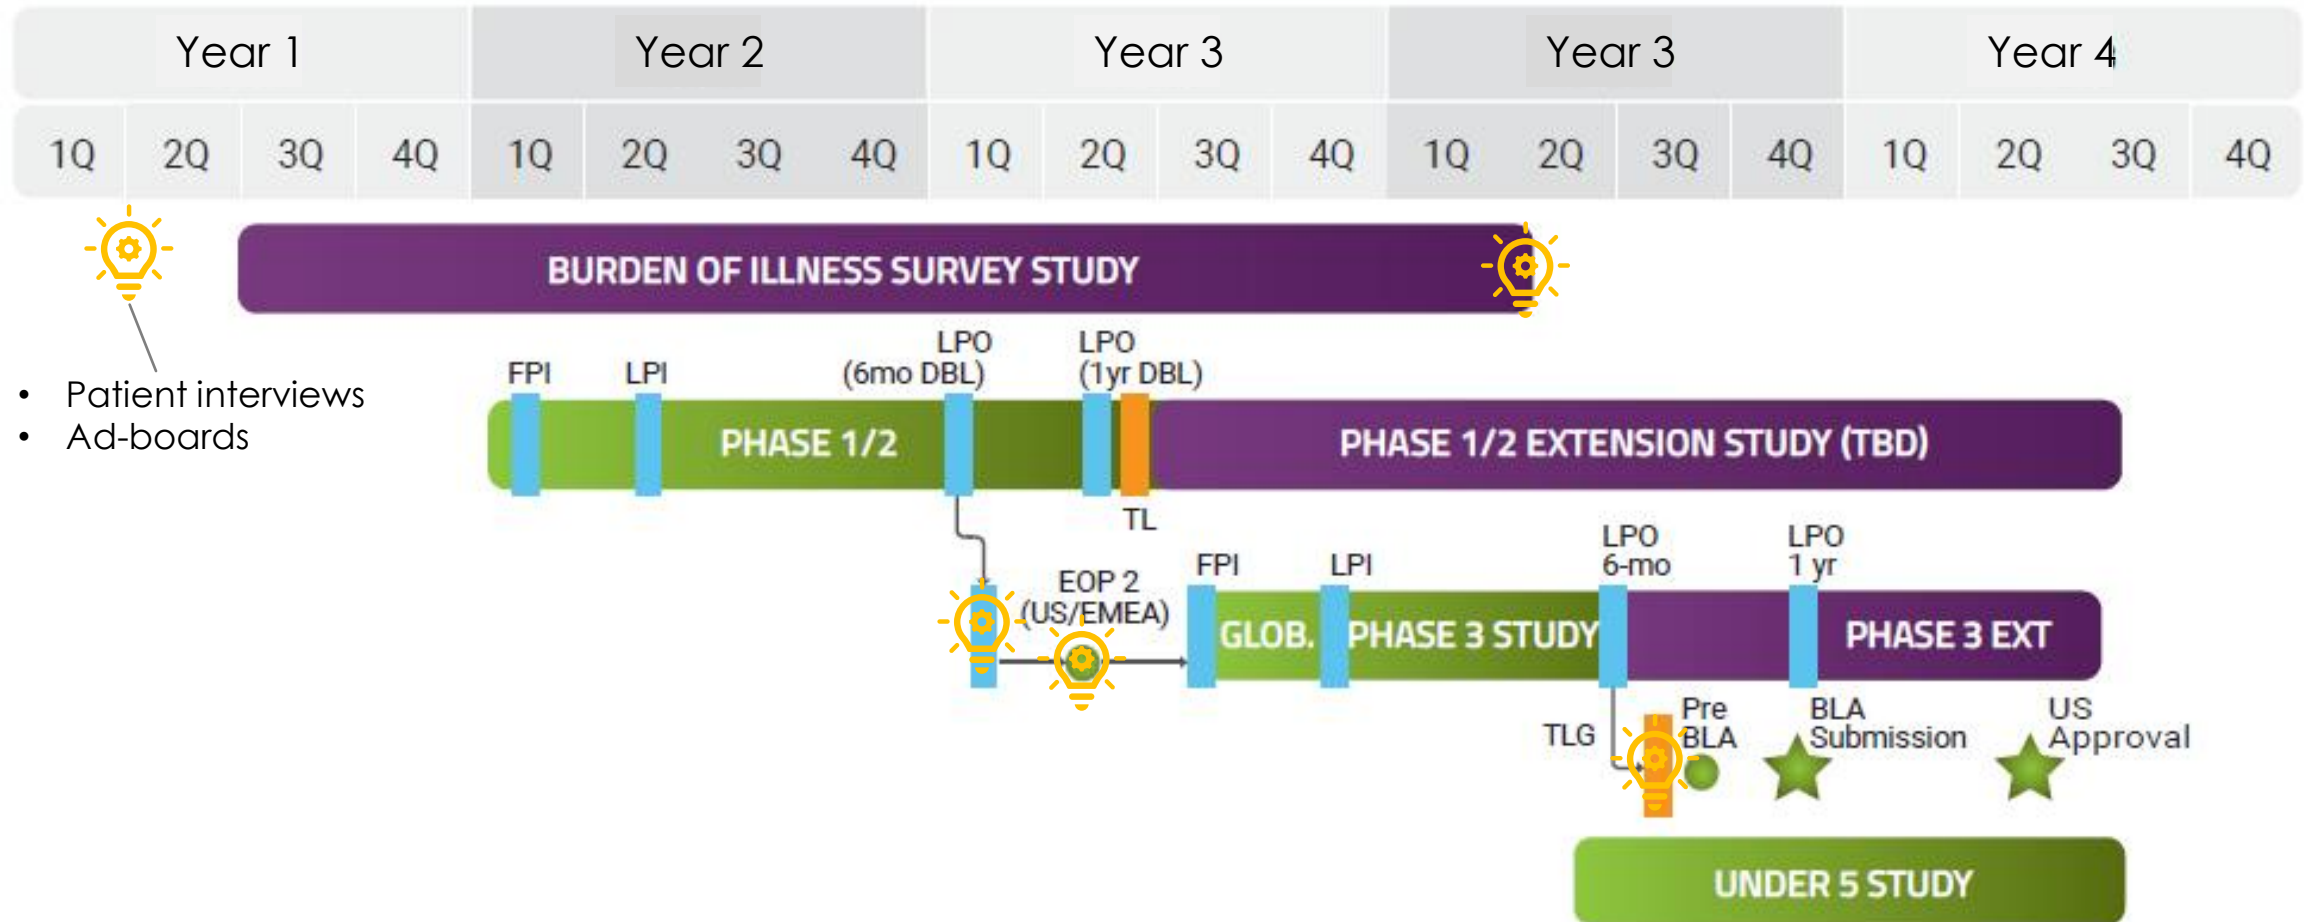 Year 1 Year 2 Year 3 Year 3 Year 4
1Q 2Q 3Q 4Q 1Q 2Q 3Q 4Q 1Q 2Q 3Q 4Q 1Q 2Q 3Q 4Q 1Q 2Q 3Q 4Q
BURDEN OF ILLNESS SURVEY STUDY
• Patient interviews
• Ad-boards
FPI
LPI
LPO
(6mo DBL)
LPO
(1yr DBL)
PHASE 1/2
PHASE 1/2 EXTENSION STUDY (TBD)
TL
EOP 2
(US/EMEA)
FPI
LPI
LPO
6-mo
LPO
1 yr
GLOB. PHASE 3 STUDY
PHASE 3 EXT
TLG
Pre
BLA
BLA
Submission
US
Approval
UNDER 5 STUDY